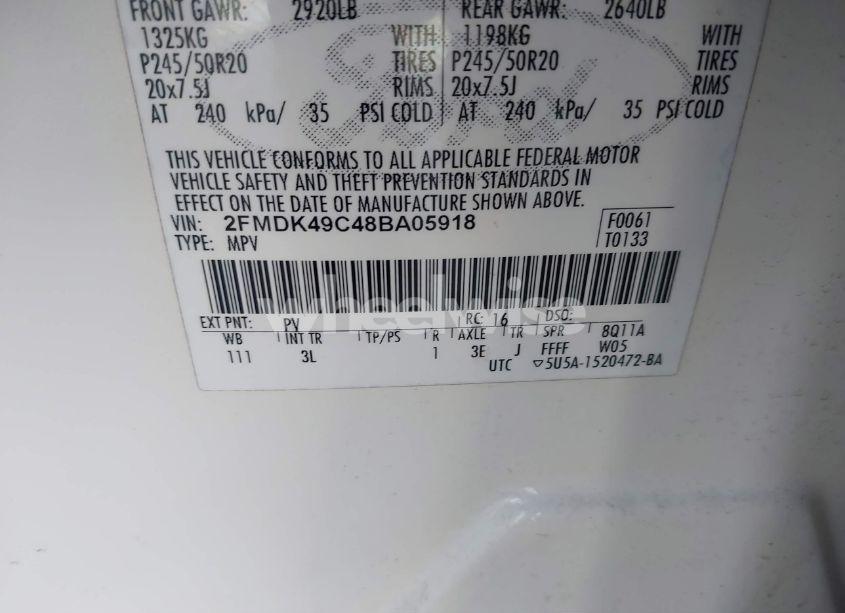 FRONT GAWR: 2920LB REAR GAWR: 2640LB
1325KG WITH 1198KG WITH
P245/50R20 TIRES P245/50R20 TIRES
20x7.5J RIMS 20x7.5J RIMS
AT 240 kPa/ 35 PSI COLD AT 240 kPa/ 35 PSI COLD
Ford
THIS VEHICLE CONFORMS TO ALL APPLICABLE FEDERAL MOTOR
VEHICLE SAFETY AND THEFT PREVENTION STANDARDS IN
EFFECT ON THE DATE OF MANUFACTURE SHOWN ABOVE.
VIN: 2FMDK49C48BA05918 F0061
TYPE: MPV T0133
wheelwise
EXT PNT: PV RC: 16 DSO:
WB INT TR TP/PS R AXLE TR SPR 8Q11A
111 3L 1 3E J FFFF W05
UTC ▽5U5A-1520472-BA